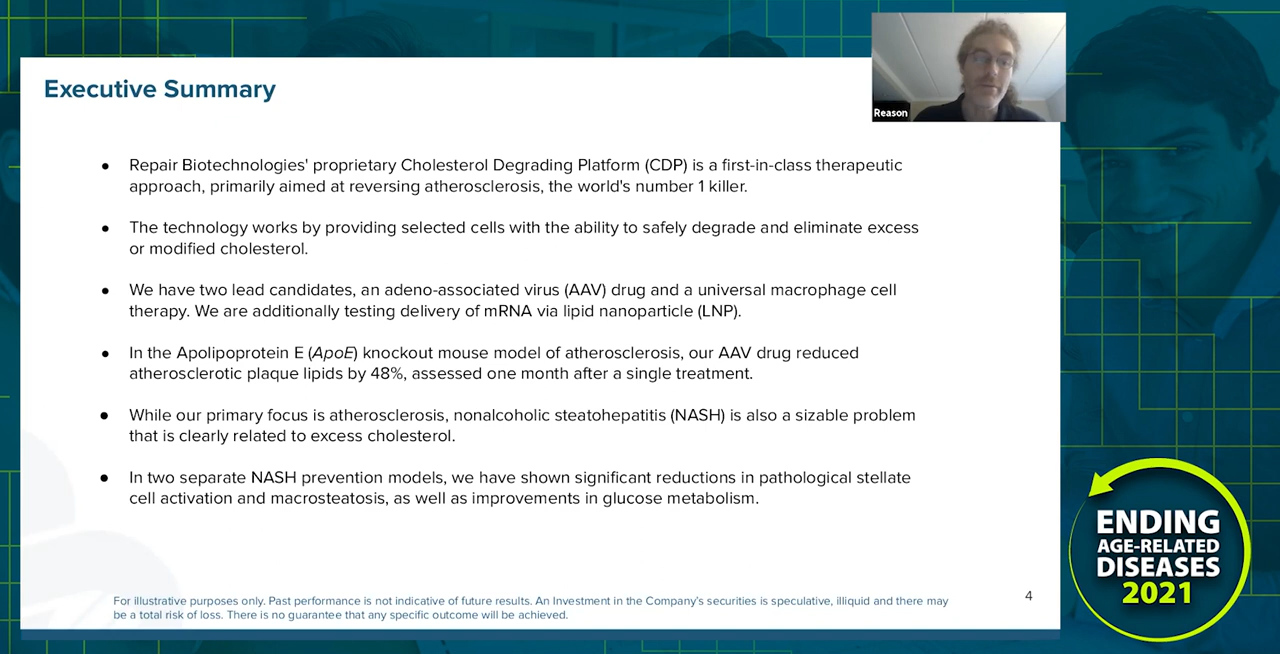 Executive Summary
Reason
● Repair Biotechnologies' proprietary Cholesterol Degrading Platform (CDP) is a first-in-class therapeutic
approach, primarily aimed at reversing atherosclerosis, the world's number 1 killer.
● The technology works by providing selected cells with the ability to safely degrade and eliminate excess
or modified cholesterol.
● We have two lead candidates, an adeno-associated virus (AAV) drug and a universal macrophage cell
therapy. We are additionally testing delivery of mRNA via lipid nanoparticle (LNP).
● In the Apolipoprotein E (ApoE) knockout mouse model of atherosclerosis, our AAV drug reduced
atherosclerotic plaque lipids by 48%, assessed one month after a single treatment.
● While our primary focus is atherosclerosis, nonalcoholic steatohepatitis (NASH) is also a sizable problem
that is clearly related to excess cholesterol.
● In two separate NASH prevention models, we have shown significant reductions in pathological stellate
cell activation and macrosteatosis, as well as improvements in glucose metabolism.
For illustrative purposes only. Past performance is not indicative of future results. An Investment in the Company's securities is speculative, illiquid and there may
be a total risk of loss. There is no guarantee that any specific outcome will be achieved.
4
ENDING
AGE-RELATED
DISEASES
2021